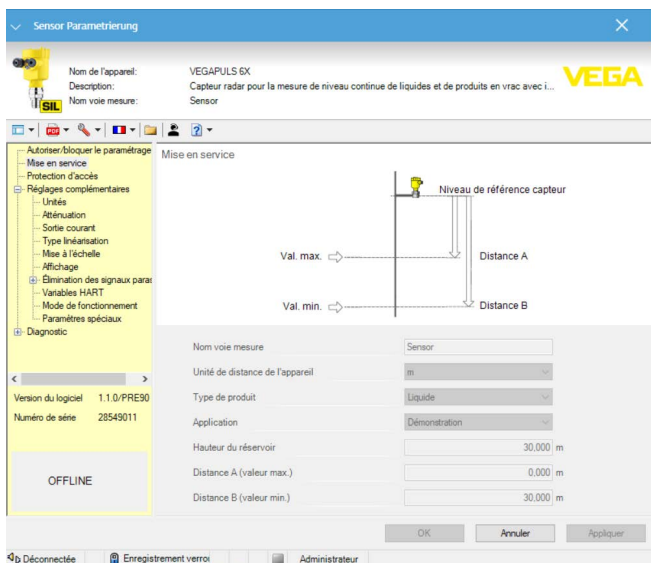 Sensor Parametrierung
Nom de l'appareil: VEGAPULS 6X
Description: Capteur radar pour la mesure de niveau continue de liquides et de produits en vrac avec i...
Nom voie mesure: Sensor
SIL
VEGA
PDF
?
Autoriser/bloquer le paramétrage
Mise en service
Protection d'accès
Réglages complémentaires
Unités
Atténuation
Sortie courant
Type linéarisation
Mise à l'échelle
Affichage
Élimination des signaux paras
Variables HART
Mode de fonctionnement
Paramètres spéciaux
Diagnostic
Version du logiciel 1.1.0/PRE90
Numéro de série 28549011
OFFLINE
Mise en service
Niveau de référence capteur
Val. max. Distance A
Val. min. Distance B
Nom voie mesure Sensor
Unité de distance de l'appareil m
Type de produit Liquide
Application Démonstration
Hauteur du réservoir 30,000 m
Distance A (valeur max.) 0,000 m
Distance B (valeur min.) 30,000 m
OK Annuler Appliquer
Déconnectée Enregistrement verroi Administrateur